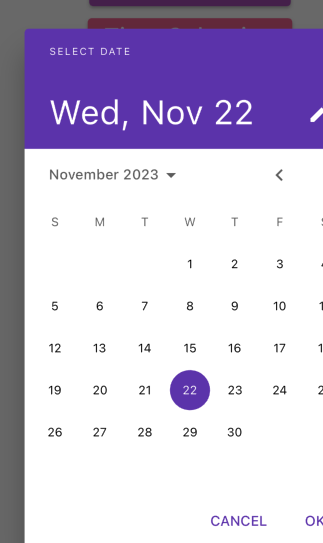 SELECT DATE
Wed, Nov 22
November 2023
S M T W T F
1 2 3
5 6 7 8 9 10
12 13 14 15 16 17
19 20 21 22 23 24
26 27 28 29 30
CANCEL OK